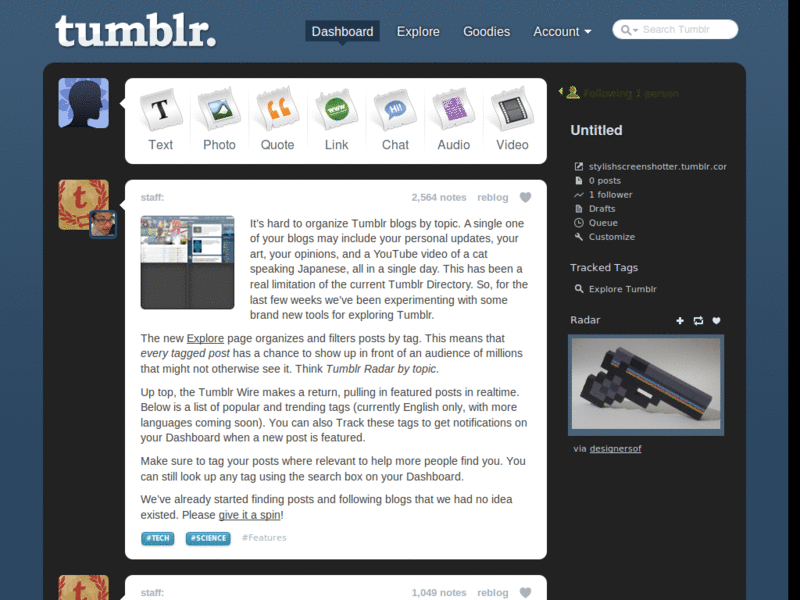 tumblr.
Dashboard Explore Goodies Account Search Tumblr
Following 1 person
T WWW Hi!
Text Photo Quote Link Chat Audio Video
Untitled
stylishscreenshotter.tumblr.cor
0 posts
1 follower
Drafts
Queue
Customize
Tracked Tags
Explore Tumblr
Radar
via designersof
t
staff: 2,564 notes reblog
It's hard to organize Tumblr blogs by topic. A single one
of your blogs may include your personal updates, your
art, your opinions, and a YouTube video of a cat
speaking Japanese, all in a single day. This has been a
real limitation of the current Tumblr Directory. So, for the
last few weeks we've been experimenting with some
brand new tools for exploring Tumblr.
The new Explore page organizes and filters posts by tag. This means that
every tagged post has a chance to show up in front of an audience of millions
that might not otherwise see it. Think Tumblr Radar by topic.
Up top, the Tumblr Wire makes a return, pulling in featured posts in realtime.
Below is a list of popular and trending tags (currently English only, with more
languages coming soon). You can also Track these tags to get notifications on
your Dashboard when a new post is featured.
Make sure to tag your posts where relevant to help more people find you. You
can still look up any tag using the search box on your Dashboard.
We've already started finding posts and following blogs that we had no idea
existed. Please give it a spin!
#TECH #SCIENCE #Features
t
staff: 1,049 notes reblog